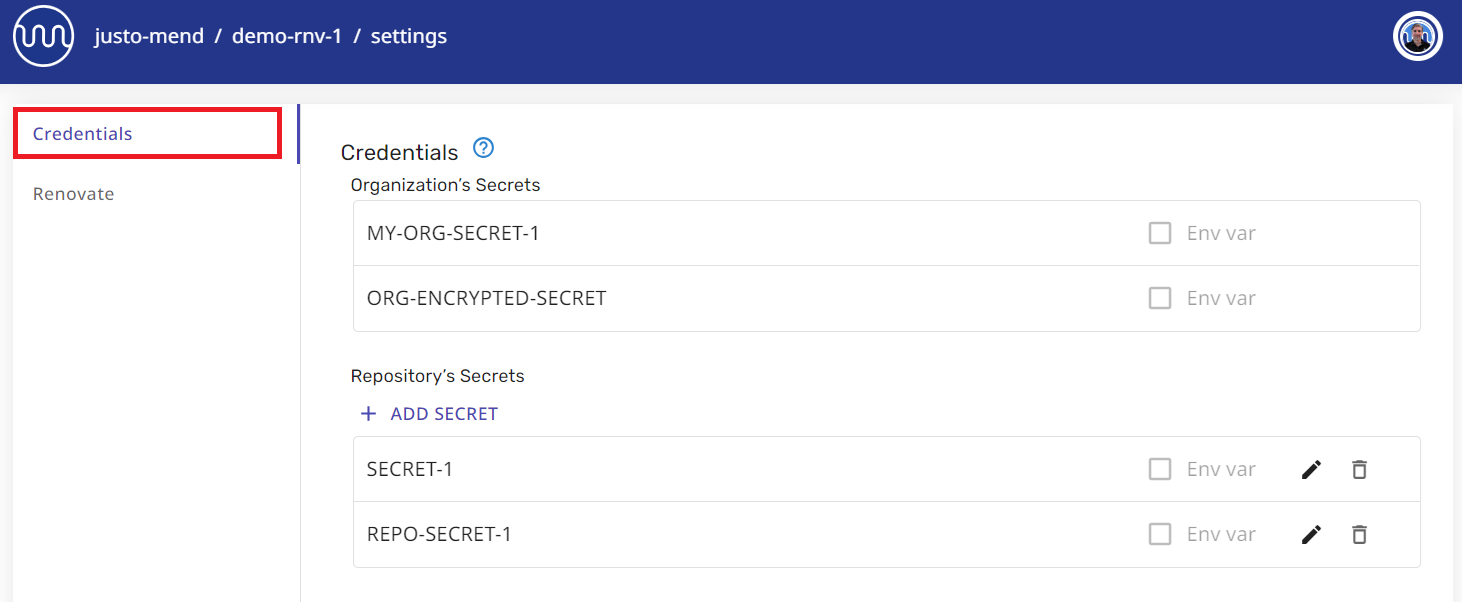 justo-mend / demo-rnv-1 / settings
Credentials
Renovate
Credentials ?
Organization’s Secrets
MY-ORG-SECRET-1 Env var
ORG-ENCRYPTED-SECRET Env var
Repository’s Secrets
+ ADD SECRET
SECRET-1 Env var
REPO-SECRET-1 Env var